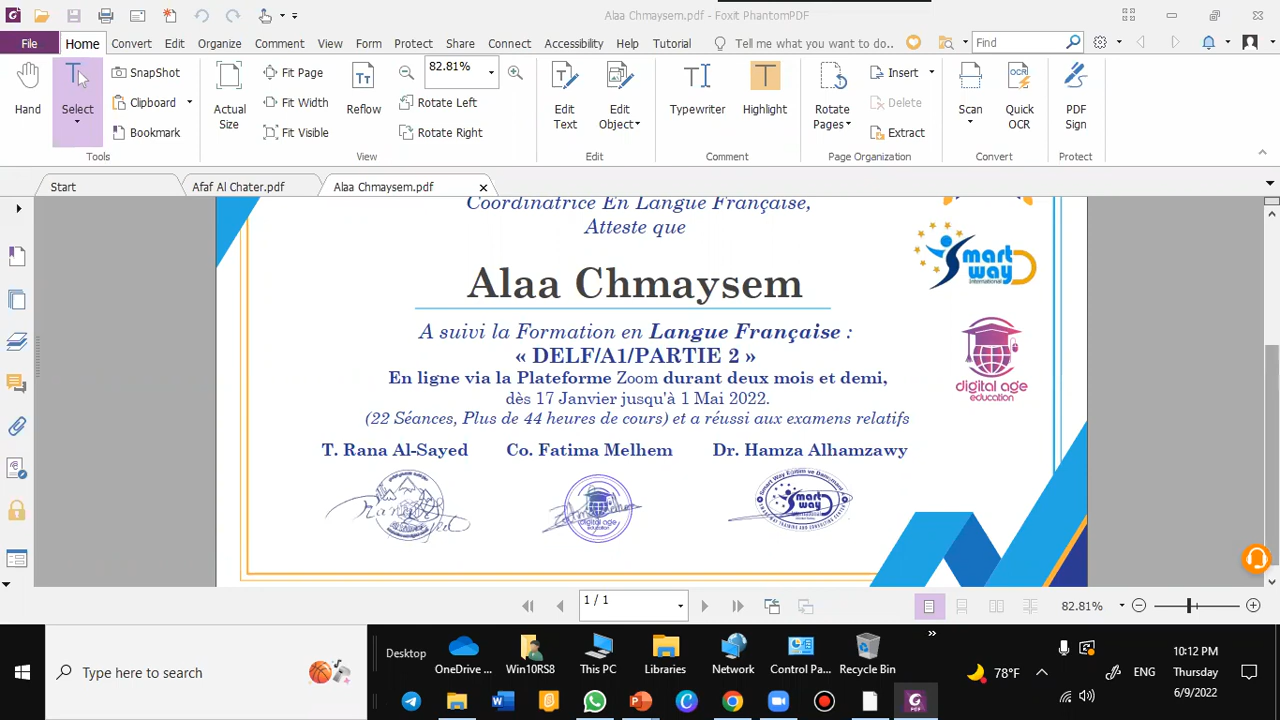 Alaa Chmaysem.pdf - Foxit PhantomPDF
File Home Convert Edit Organize Comment View Form Protect Share Connect Accessibility Help Tutorial Tell me what you want to do.. Find
Hand
Select
SnapShot
Clipboard
Bookmark
Tools
Actual Size
Fit Page
Fit Width
Fit Visible
Reflow
82.81%
Rotate Left
Rotate Right
View
Edit Text
Edit Object
Edit
Typewriter
Highlight
Comment
Rotate Pages
Insert
Delete
Extract
Page Organization
Scan
Quick OCR
Convert
PDF Sign
Protect
Start Afaf Al Chater.pdf Alaa Chmaysem.pdf
Coordinatrice En Langue Française,
Atteste que
Smart way
International
Alaa Chmaysem
A suivi la Formation en Langue Française :
« DELF/A1/PARTIE 2 »
En ligne via la Plateforme Zoom durant deux mois et demi,
dès 17 Janvier jusqu'à 1 Mai 2022.
(22 Séances, Plus de 44 heures de cours) et a réussi aux examens relatifs
digital age
education
T. Rana Al-Sayed Co. Fatima Melhem Dr. Hamza Alhamzawy
digital age
education
Smart way
1 / 1
82.81%
Type here to search
Desktop
OneDrive ...
Win10RS8
This PC
Libraries
Network
Control Pa...
Recycle Bin
78°F
ENG
10:12 PM
Thursday
6/9/2022